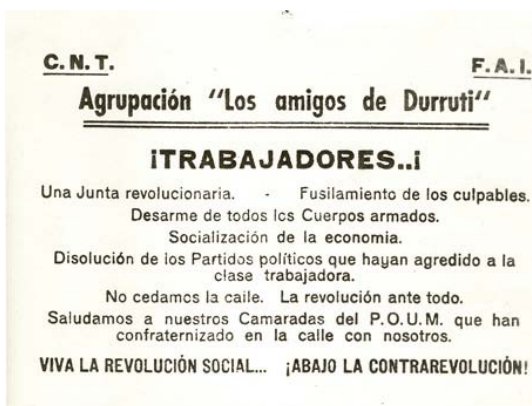 C. N. T. F. A. I.
Agrupación "Los amigos de Durruti"
¡TRABAJADORES..¡
Una Junta revolucionaria. - Fusilamiento de los culpables.
Desarme de todos los Cuerpos armados.
Socialización de la economia.
Disolución de los Partidos políticos que hayan agredido a la
clase trabajadora.
No cedamos la calle. La revolución ante todo.
Saludamos a nuestros Camaradas del P. O. U. M. que han
confraternizado en la calle con nosotros.
VIVA LA REVOLUCIÓN SOCIAL... ¡ABAJO LA CONTRAREVOLUCIÓN!